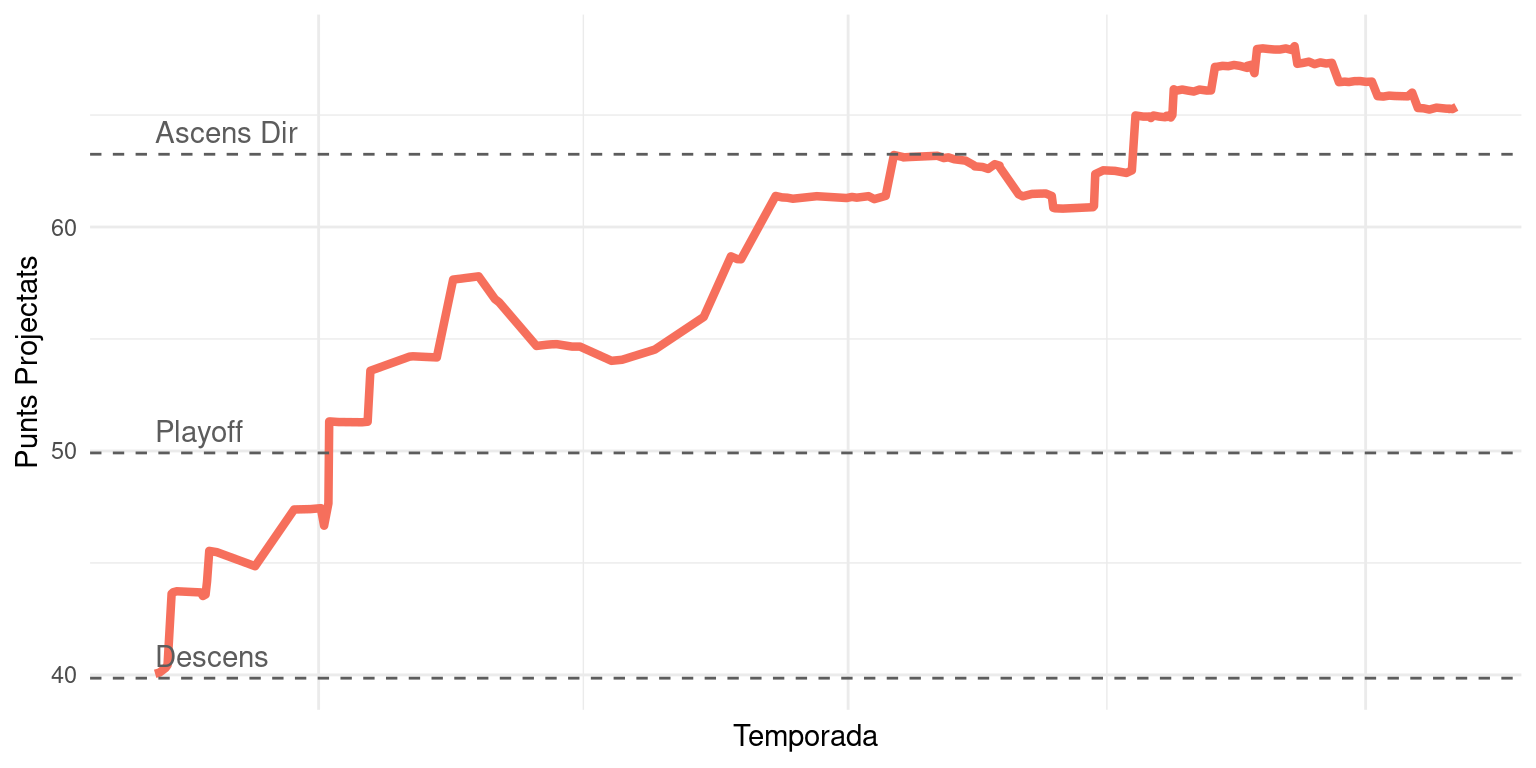 Ascens Dir
60
Playoff
50
Descens
40
Punts Projectats
Temporada